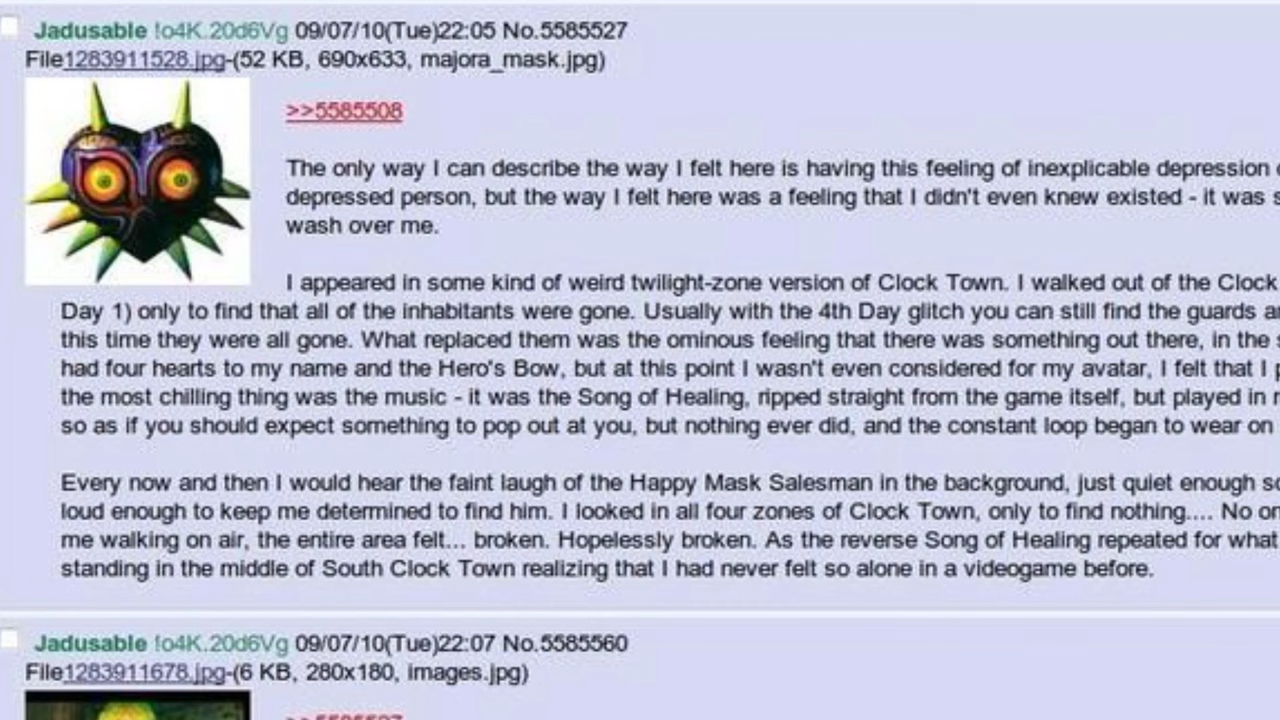 Jadusable !o4K.20d6Vg 09/07/10(Tue)22:05 No.5585527
File1283911528.jpg-(52 KB, 690x633, majora_mask.jpg)
>>5585508
The only way I can describe the way I felt here is having this feeling of inexplicable depression
depressed person, but the way I felt here was a feeling that I didn't even knew existed - it was
wash over me.
I appeared in some kind of weird twilight-zone version of Clock Town. I walked out of the Clock
Day 1) only to find that all of the inhabitants were gone. Usually with the 4th Day glitch you can still find the guards
this time they were all gone. What replaced them was the ominous feeling that there was something out there, in the
had four hearts to my name and the Hero's Bow, but at this point I wasn't even considered for my avatar, I felt that I
the most chilling thing was the music - it was the Song of Healing, ripped straight from the game itself, but played in
so as if you should expect something to pop out at you, but nothing ever did, and the constant loop began to wear on
Every now and then I would hear the faint laugh of the Happy Mask Salesman in the background, just quiet enough
loud enough to keep me determined to find him. I looked in all four zones of Clock Town, only to find nothing.... No
me walking on air, the entire area felt... broken. Hopelessly broken. As the reverse Song of Healing repeated for what
standing in the middle of South Clock Town realizing that I had never felt so alone in a videogame before.
Jadusable !o4K.20d6Vg 09/07/10(Tue)22:07 No.5585560
File1283911678.jpg-(6 KB, 280x180, images.jpg)
>>5585527